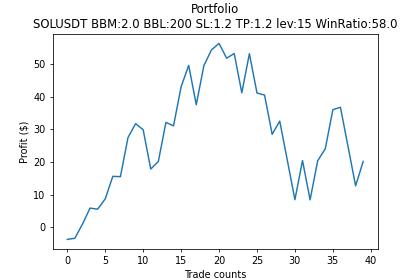 Portfolio
SOLUSDT BBM:2.0 BBL:200 SL:1.2 TP:1.2 lev:15 WinRatio:58.0
50
40
30
20
10
0
Profit ($)
0 5 10 15 20 25 30 35 40
Trade counts